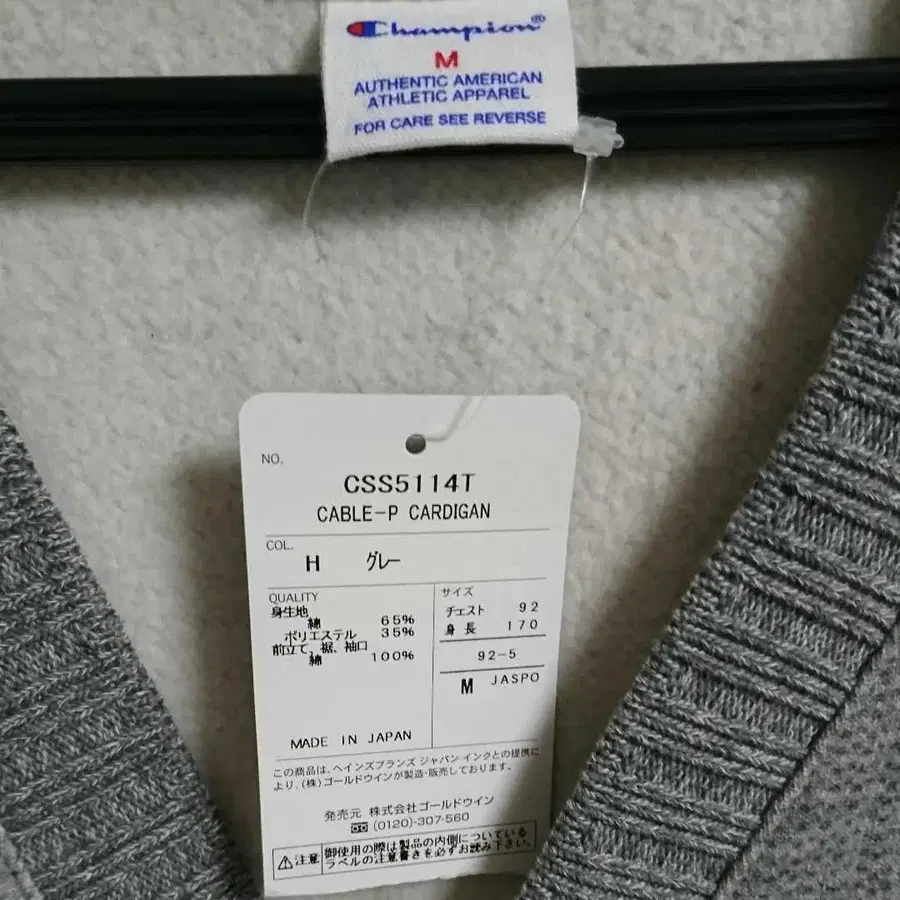 Champion®
M
AUTHENTIC AMERICAN
ATHLETIC APPAREL
FOR CARE SEE REVERSE
NO.
CSS5114T
CABLE-P CARDIGAN
COL.
H グレー
QUALITY
身生地
綿 65%
ポリエステル 35%
前立て、裾、袖口
綿 100%
MADE IN JAPAN
サイズ
チェスト 92
身長 170
92-5
M JASPO
この商品は、ヘインズブランズ ジャパン インクとの提携に
より、(株)ゴールドウインが製造・販売しております。
発売元 株式会社ゴールドウイン
(0120)-307-560
⚠注意 御使用の際は製品の内側についている
ラベルの注意書きを必ずお読み下さい。